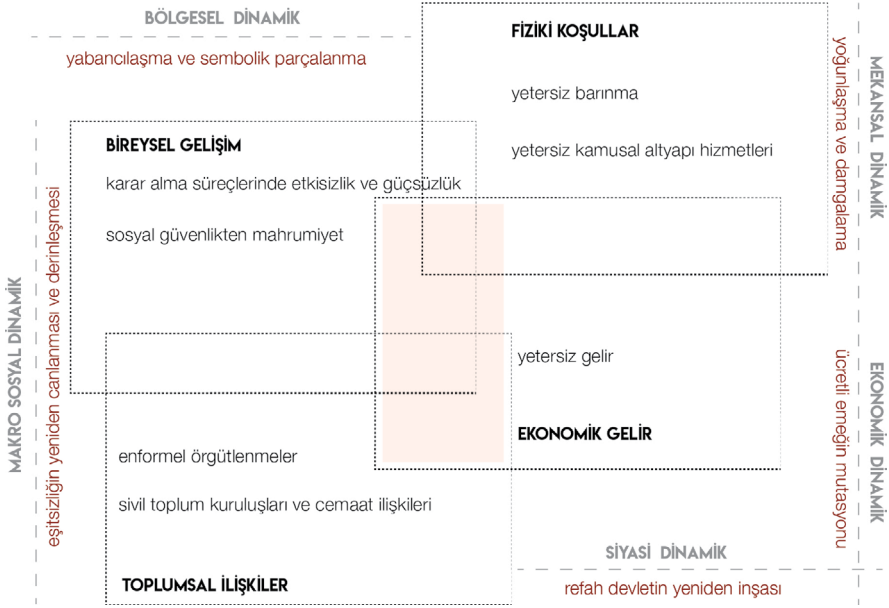 BÖLGESEL DİNAMİK
yabancılaşma ve sembolik parçalanma
FİZİKİ KOŞULLAR
yetersiz barınma
yetersiz kamusal altyapı hizmetleri
yoğunlaşma ve damgalama
MEKANSAL DİNAMİK
BİREYSEL GELİŞİM
karar alma süreçlerinde etkisizlik ve güçsüzlük
sosyal güvenlikten mahrumiyet
MAKRO SOSYAL DİNAMİK
eşitsizliğin yeniden canlanması ve derinleşmesi
yetersiz gelir
EKONOMİK GELİR
ücretli emeğin mutasyonu
EKONOMİK DİNAMİK
enformel örgütlenmeler
sivil toplum kuruluşları ve cemaat ilişkileri
TOPLUMSAL İLİŞKİLER
SİYASİ DİNAMİK
refah devletin yeniden inşası